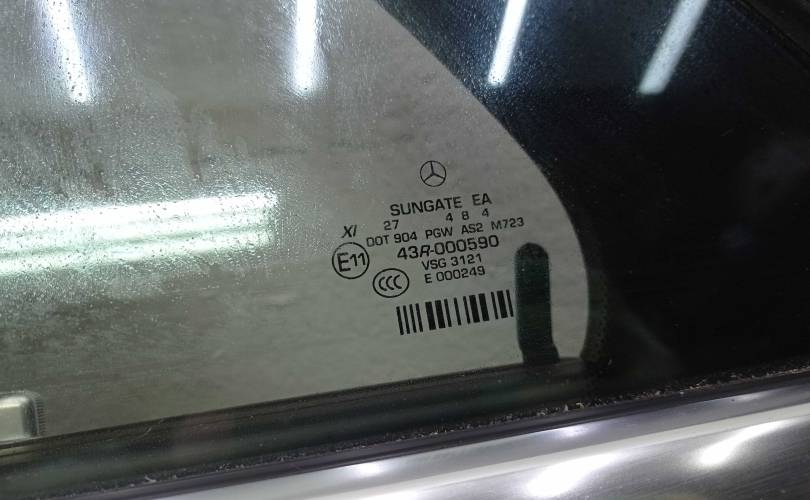 SUNGATE EA
XI 27 4 8 4
DOT 904 PGW AS2 M723
E11 43R-000590
VSG 3121
CCC E 000249